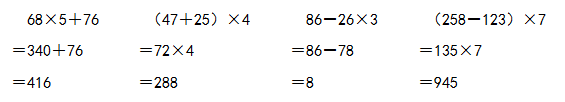 68×5+76 （47+25）×4 86-26×3 （258-123）×7
=340+76 =72×4 =86-78 =135×7
=416 =288 =8 =945